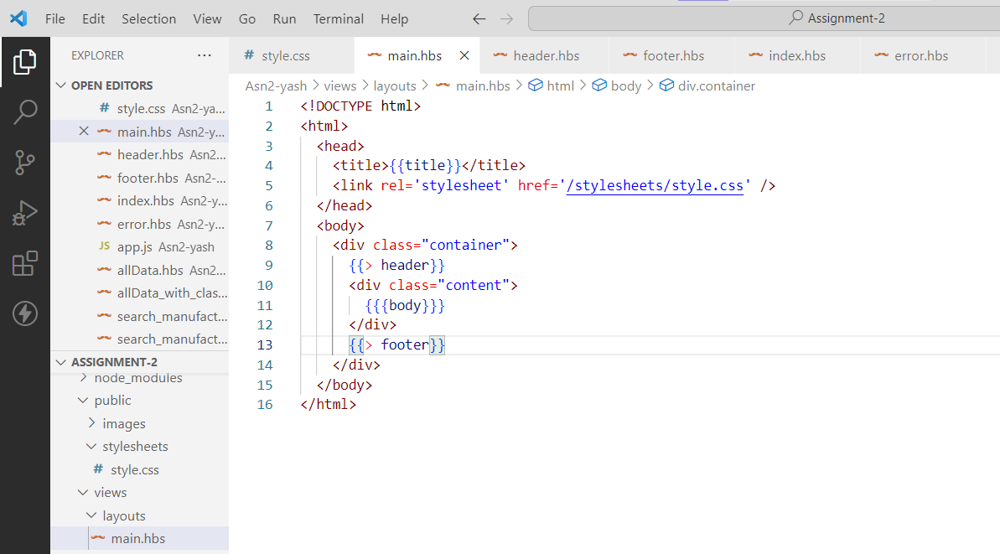 File Edit Selection View Go Run Terminal Help Assignment-2
EXPLORER ...
OPEN EDITORS
# style.css Asn2-ya...
main.hbs Asn2-y...
header.hbs Asn2...
footer.hbs Asn2-...
index.hbs Asn2-y...
error.hbs Asn2-y...
JS app.js Asn2-yash
allData.hbs Asn2...
allData_with_clas...
search_manufact...
search_manufact...
ASSIGNMENT-2
node_modules
public
images
stylesheets
# style.css
views
layouts
main.hbs
# style.css main.hbs header.hbs footer.hbs index.hbs error.hbs
Asn2-yash > views > layouts > main.hbs > html > body > div.container
1 <!DOCTYPE html>
2 <html>
3 <head>
4 <title>{{title}}</title>
5 <link rel='stylesheet' href='/stylesheets/style.css' />
6 </head>
7 <body>
8 <div class="container">
9 {{> header}}
10 <div class="content">
11 {{{body}}}
12 </div>
13 {{> footer}}
14 </div>
15 </body>
16 </html>